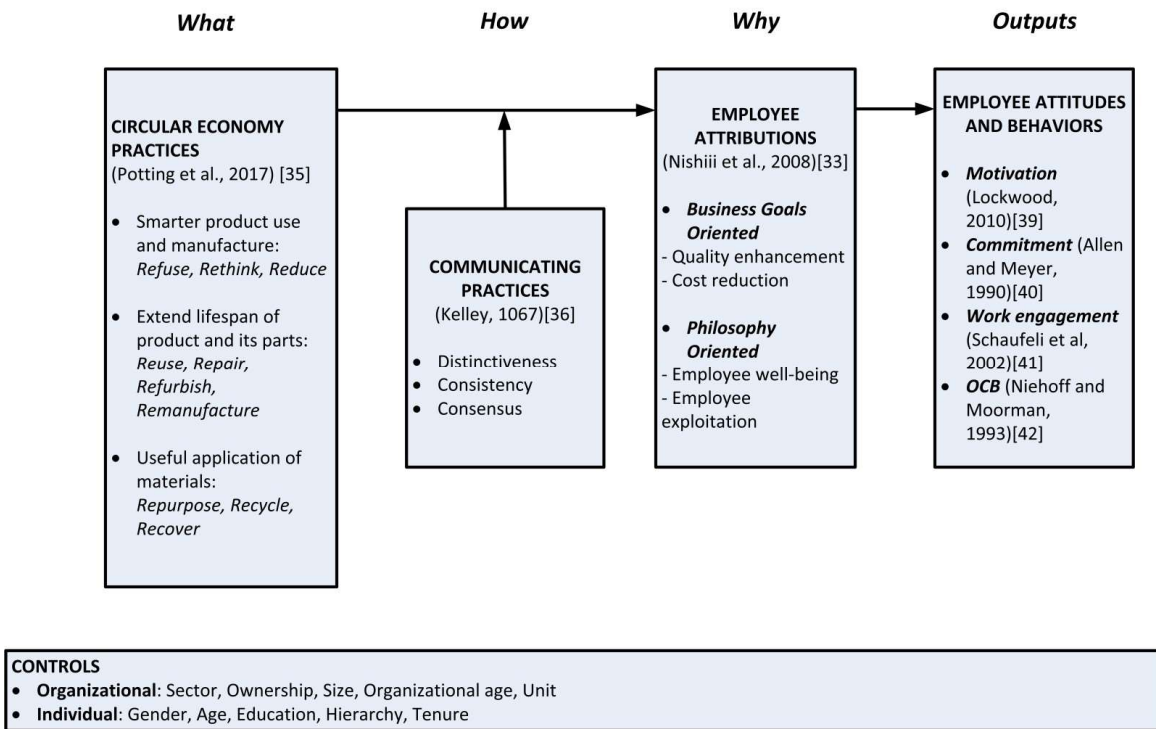 What
How
Why
Outputs
CIRCULAR ECONOMY
PRACTICES
(Potting et al., 2017) [35]
• Smarter product use
and manufacture:
Refuse, Rethink, Reduce
• Extend lifespan of
product and its parts:
Reuse, Repair,
Refurbish,
Remanufacture
• Useful application of
materials:
Repurpose, Recycle,
Recover
COMMUNICATING
PRACTICES
(Kelley, 1067)[36]
• Distinctiveness
• Consistency
• Consensus
EMPLOYEE
ATTRIBUTIONS
(Nishiii et al., 2008)[33]
• Business Goals
Oriented
- Quality enhancement
- Cost reduction
• Philosophy
Oriented
- Employee well-being
- Employee
exploitation
EMPLOYEE ATTITUDES
AND BEHAVIORS
• Motivation
(Lockwood,
2010)[39]
• Commitment (Allen
and Meyer,
1990)[40]
• Work engagement
(Schaufeli et al,
2002)[41]
• OCB (Niehoff and
Moorman,
1993)[42]
CONTROLS
• Organizational: Sector, Ownership, Size, Organizational age, Unit
• Individual: Gender, Age, Education, Hierarchy, Tenure